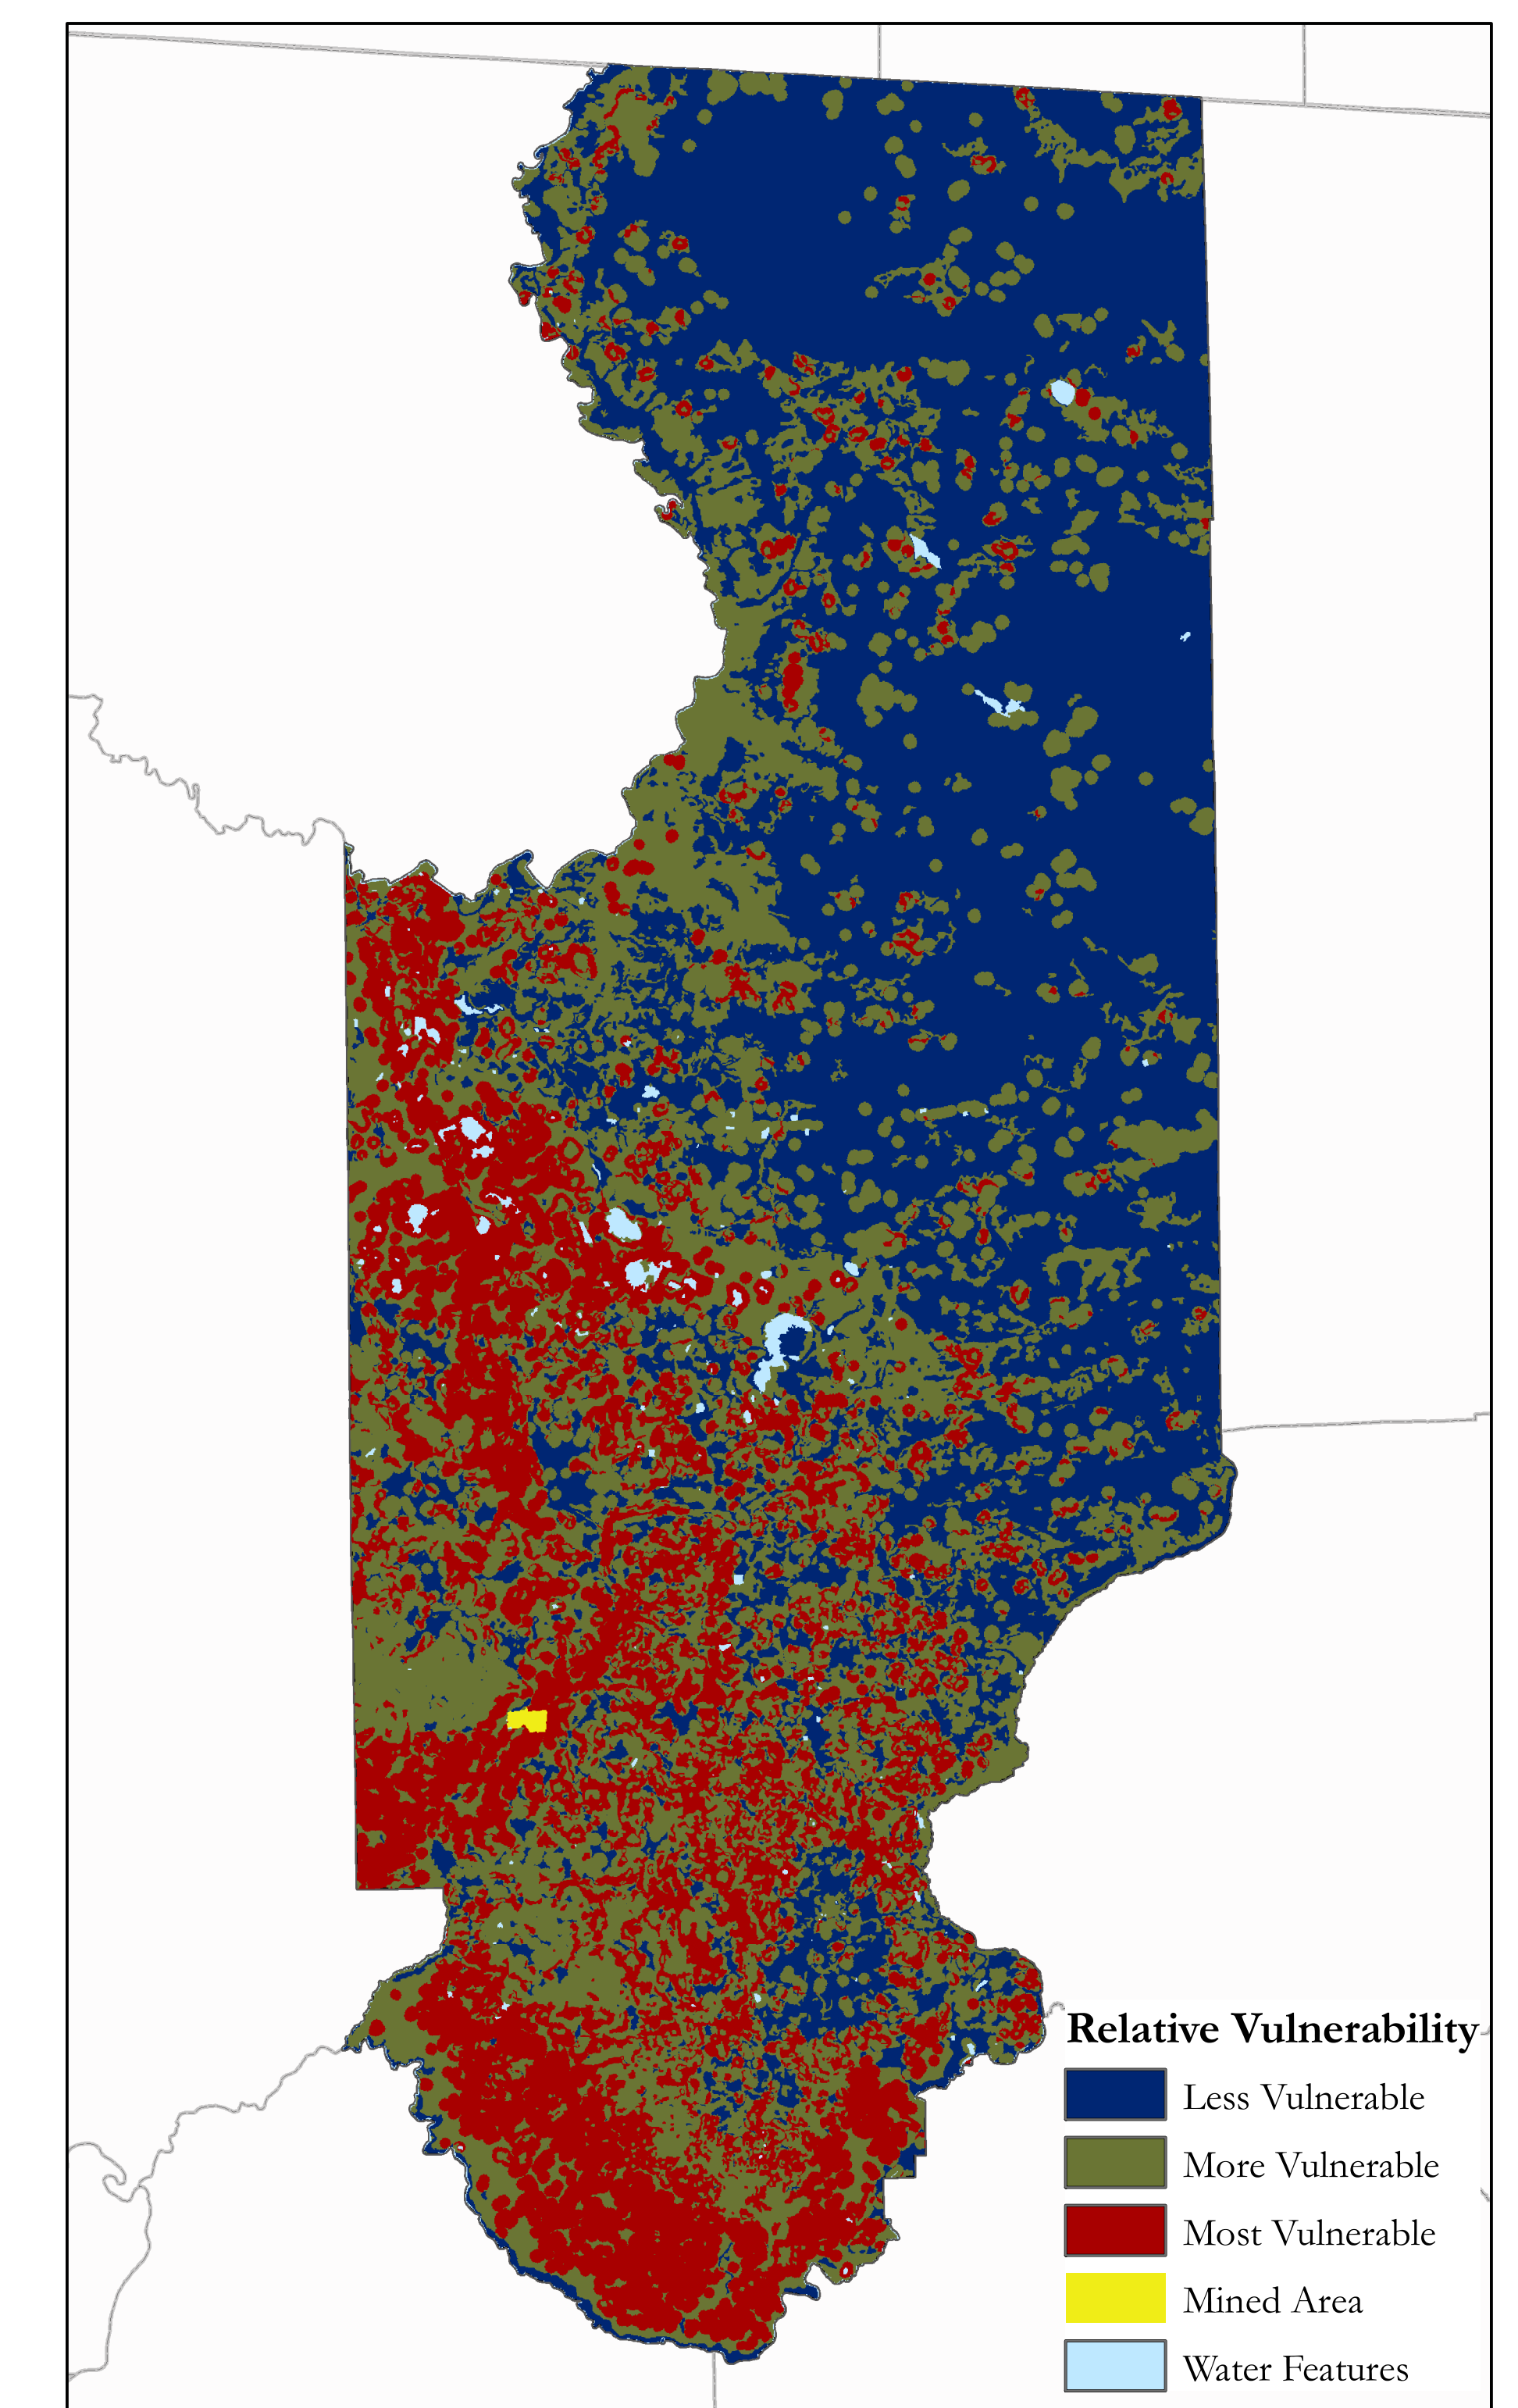 Relative Vulnerability
Less Vulnerable
More Vulnerable
Most Vulnerable
Mined Area
Water Features